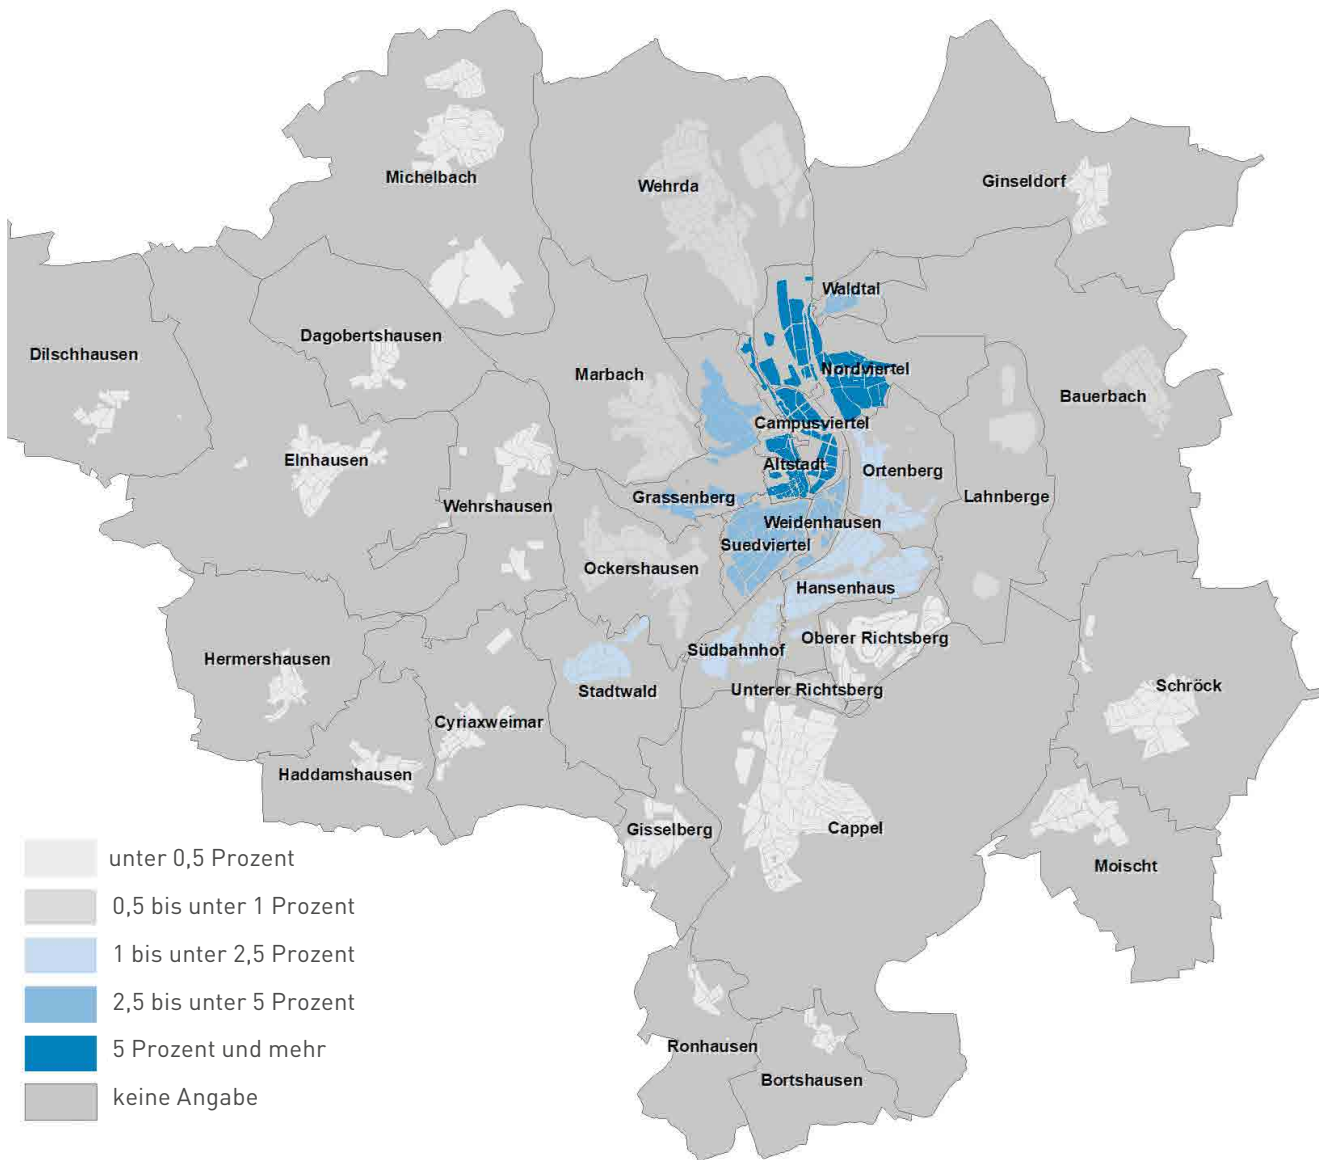 Michelbach
Wehrda
Ginseldorf
Waldtal
Dagobertshausen
Dilschhausen
Marbach
Nordviertel
Bauerbach
Campusviertel
Elnhausen
Altstadt
Ortenberg
Wehrshausen
Grassenberg
Lahnberge
Weidenhausen
Suedviertel
Ockershausen
Hansenhaus
Oberer Richtsberg
Südbahnhof
Hermershausen
Stadtwald
Unterer Richtsberg
Schröck
Cyriaxweimar
Haddamshausen
Gisselberg
Cappel
Moischt
Ronhausen
Bortshausen
unter 0,5 Prozent
0,5 bis unter 1 Prozent
1 bis unter 2,5 Prozent
2,5 bis unter 5 Prozent
5 Prozent und mehr
keine Angabe